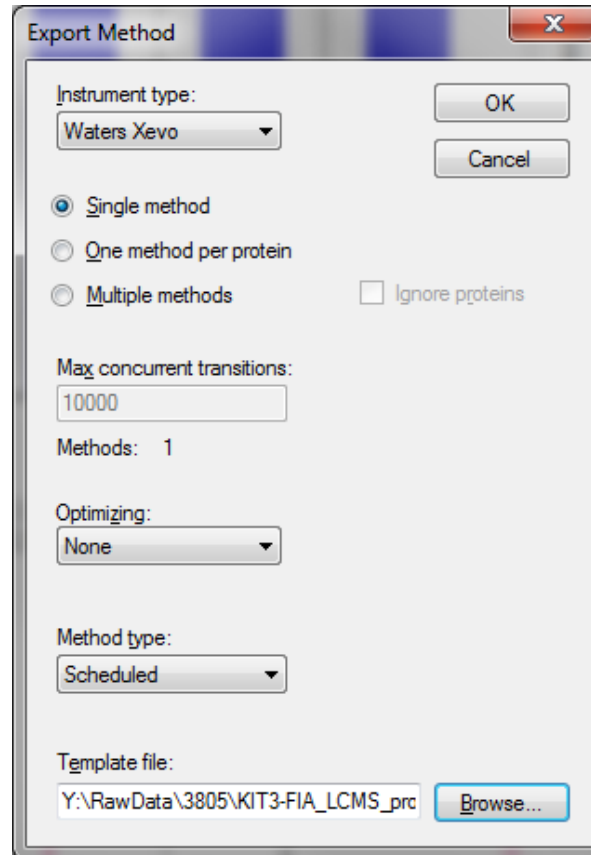 Export Method
Instrument type:
Waters Xevo
OK
Cancel
Single method
One method per protein
Multiple methods
Ignore proteins
Max concurrent transitions:
10000
Methods: 1
Optimizing:
None
Method type:
Scheduled
Template file:
Y:\RawData\3805\KIT3-FIA_LCMS_prc
Browse...